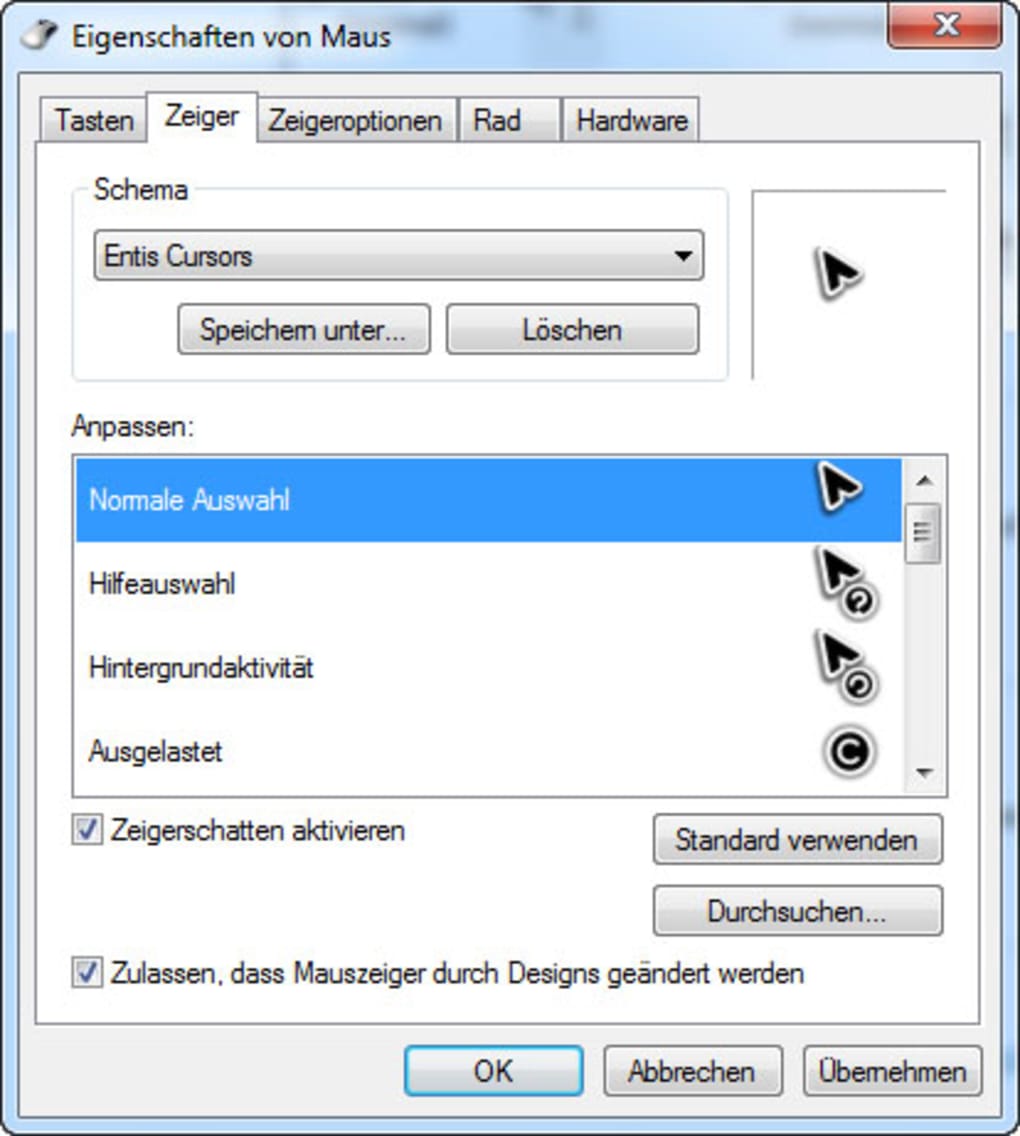 Eigenschaften von Maus
Tasten Zeiger Zeigeroptionen Rad Hardware
Schema
Entis Cursors
Speichern unter... Löschen
Anpassen:
Normale Auswahl
Hilfeauswahl
Hintergrundaktivität
Ausgelastet
Zeigerschatten aktivieren
Standard verwenden
Durchsuchen...
Zulassen, dass Mauszeiger durch Designs geändert werden
OK Abbrechen Übernehmen